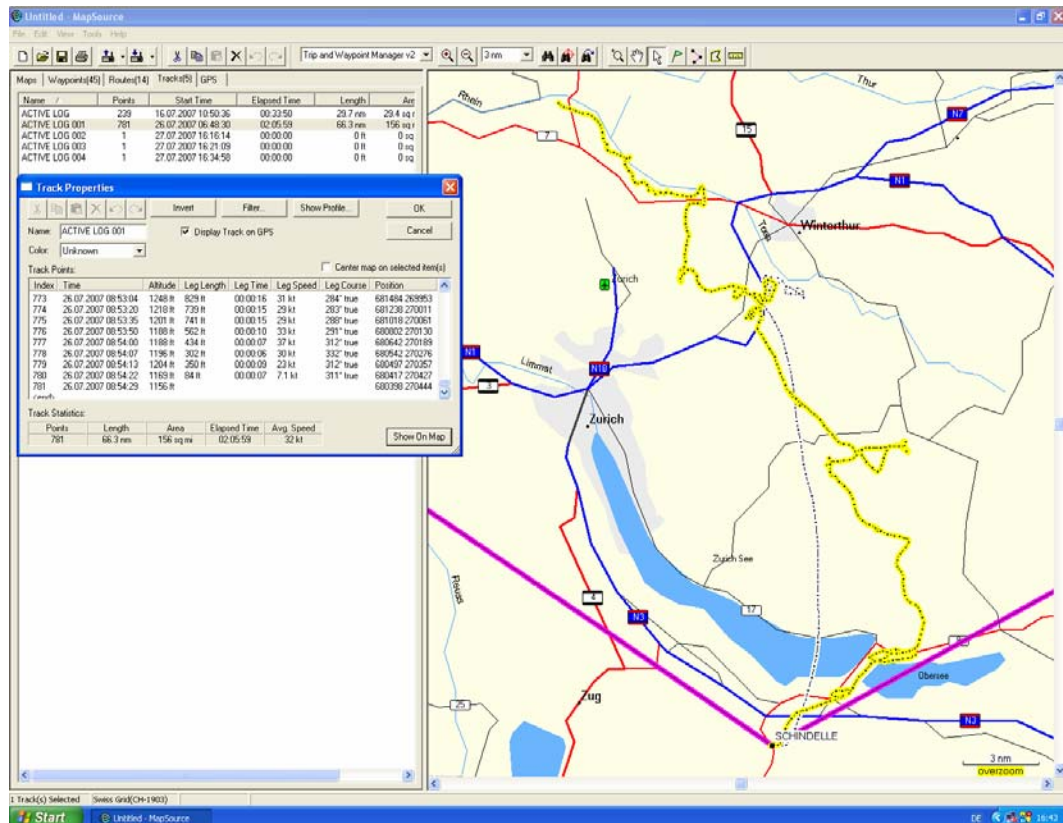 Untitled - MapSource
File Edit View Tools Help
Trip and Waypoint Manager v2
3 nm
Maps Waypoints(45) Routes(14) Tracks(5) GPS
Name / Points Start Time Elapsed Time Length Are
ACTIVE LOG 239 16.07.2007 10:50:36 00:33:50 29.7 nm 29.4 sq r
ACTIVE LOG 001 781 26.07.2007 06:48:30 02:05:59 66.3 nm 156 sq r
ACTIVE LOG 002 1 27.07.2007 16:16:14 00:00:00 0 ft 0 sq
ACTIVE LOG 003 1 27.07.2007 16:21:09 00:00:00 0 ft 0 sq
ACTIVE LOG 004 1 27.07.2007 16:34:58 00:00:00 0 ft 0 sq
Track Properties
Invert Filter... Show Profile... OK
Name: ACTIVE LOG 001 Display Track on GPS Cancel
Color: Unknown
Center map on selected item(s)
Track Points:
Index Time Altitude Leg Length Leg Time Leg Speed Leg Course Position
773 26.07.2007 08:53:04 1248 ft 829 ft 00:00:16 31 kt 284° true 681484 269953
774 26.07.2007 08:53:20 1218 ft 739 ft 00:00:15 29 kt 283° true 681238 270011
775 26.07.2007 08:53:35 1201 ft 741 ft 00:00:15 29 kt 288° true 681018 270061
776 26.07.2007 08:53:50 1188 ft 562 ft 00:00:10 33 kt 291° true 680802 270130
777 26.07.2007 08:54:00 1188 ft 434 ft 00:00:07 37 kt 312° true 680642 270189
778 26.07.2007 08:54:07 1196 ft 302 ft 00:00:06 30 kt 332° true 680542 270276
779 26.07.2007 08:54:13 1204 ft 350 ft 00:00:09 23 kt 312° true 680497 270357
780 26.07.2007 08:54:22 1169 ft 84 ft 00:00:07 7.1 kt 311° true 680417 270427
781 26.07.2007 08:54:29 1156 ft 680398 270444
Track Statistics:
Points Length Area Elapsed Time Avg. Speed
781 66.3 nm 156 sq mi 02:05:59 32 kt
Show On Map
Rhein
Thur
7
15
N7
N1
Winterthur
Toess
Zurich
N1
Limmat
N10
3
Zurich
Zurich See
Reuss
4
N3
17
8
Obersee
Zug
25
N3
SCHINDELLE
3 nm
overzoom
1 Track(s) Selected Swiss Grid(CH-1903)
Start Untitled - MapSource DE 16:43